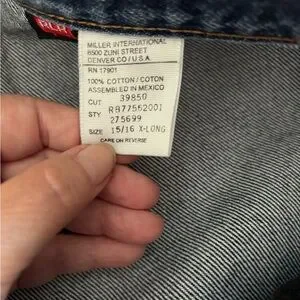 MILLER INTERNATIONAL
8500 ZUNI STREET
DENVER CO/U.S.A.
RN 17901
100% COTTON/COTON
ASSEMBLED IN MEXICO
CUT 39850
STY RB77552001
275699
SIZE 15/16 X-LONG
CARE ON REVERSE